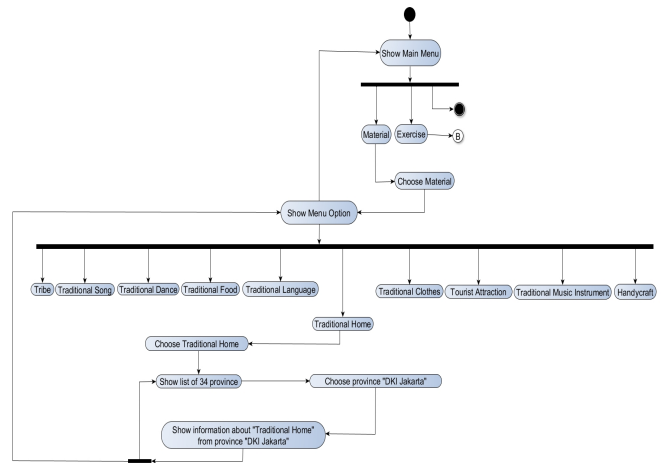 Show Main Menu
Material
Exercise
B
Choose Material
Show Menu Option
Tribe
Traditional Song
Traditional Dance
Traditional Food
Traditional Language
Traditional Clothes
Tourist Attraction
Traditional Music Instrument
Handycraft
Traditional Home
Choose Traditional Home
Show list of 34 province
Choose province "DKI Jakarta"
Show information about "Traditional Home"
from province "DKI Jakarta"